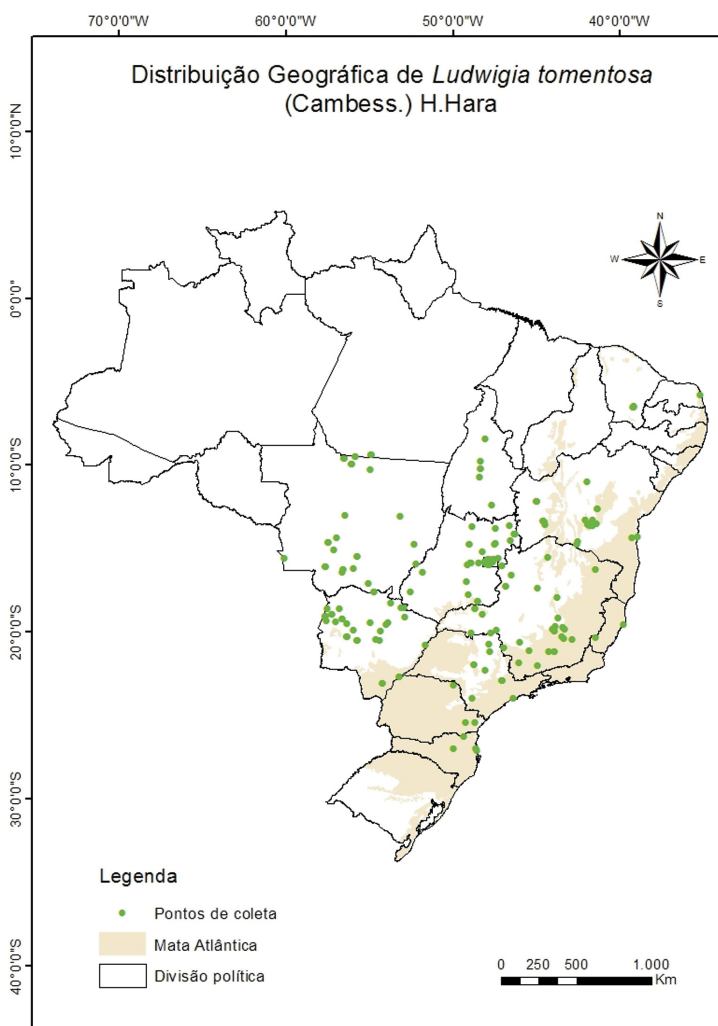 70°0'0"W 60°0'0"W 50°0'0"W 40°0'0"W
Distribuição Geográfica de Ludwigia tomentosa
(Cambess.) H.Hara
10°0'0"N
0°0'0"
10°0'0"S
20°0'0"S
30°0'0"S
40°0'0"S
N
W E
S
Legenda
Pontos de coleta
Mata Atlântica
Divisão política
0 250 500 1.000
Km